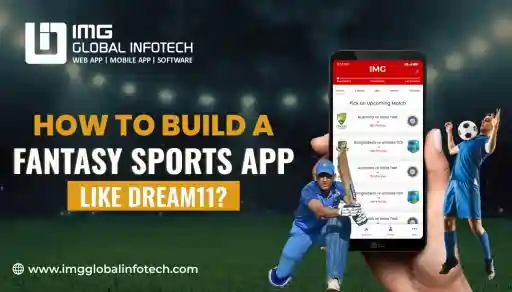 IMG
GLOBAL INFOTECH
WEB APP | MOBILE APP | SOFTWARE
HOW TO BUILD A
FANTASY SPORTS APP
LIKE DREAM11?
www.imgglobalinfotech.com
IMG
Pick an Upcoming Match